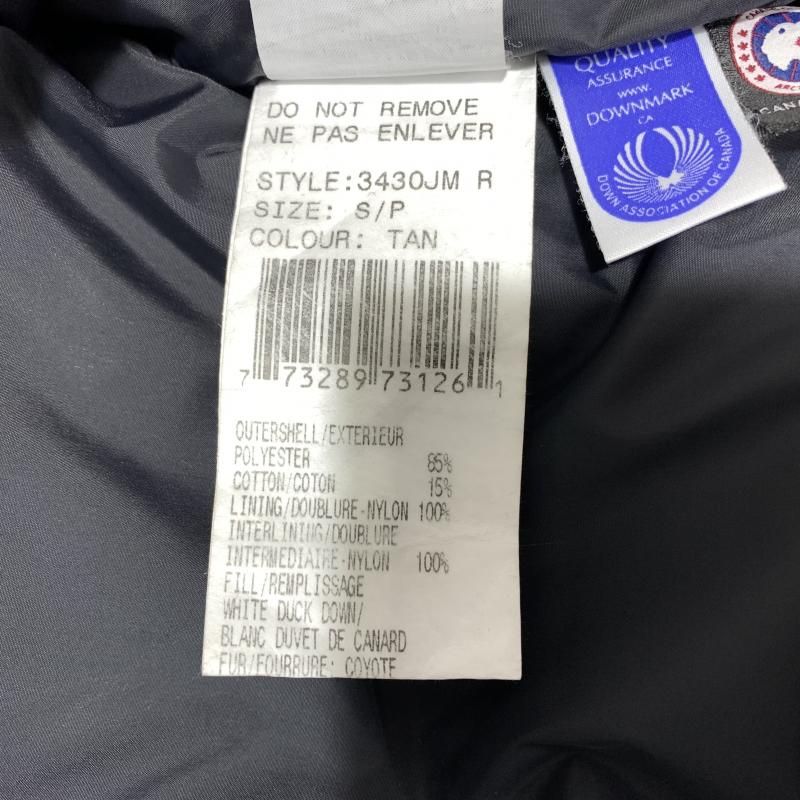 DO NOT REMOVE
NE PAS ENLEVER
STYLE:3430JM R
SIZE: S/P
COLOUR: TAN
7 73289 73126 1
OUTERSHELL/EXTERIEUR
POLYESTER 85%
COTTON/COTON 15%
LINING/DOUBLURE-NYLON 100%
INTERLINING/DOUBLURE
INTERMEDIAIRE-NYLON 100%
FILL/REMPLISSAGE
WHITE DUCK DOWN/
BLANC DUVET DE CANARD
FUR/FOURRURE: COYOTE
QUALITY
ASSURANCE
www.
DOWNMARK
CA
DOWN ASSOCIATION OF CANADA